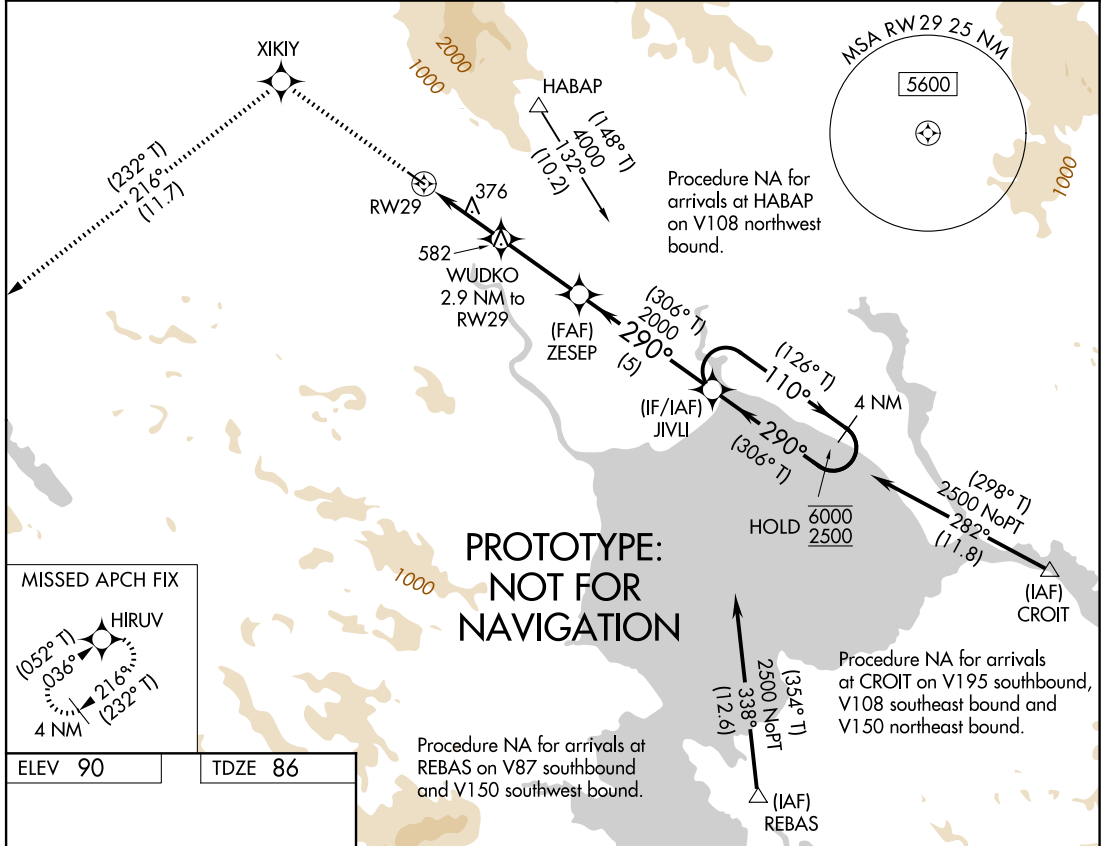 XIKIY
2000
1000
HABAP
(148° T)
4000
132°
(10.2)
MSA RW 29 25 NM
5600
1000
Procedure NA for
arrivals at HABAP
on V108 northwest
bound.
(232° T)
216°
(11.7)
RW29
376
582
WUDKO
2.9 NM to
RW29
(FAF)
ZESEP
(306° T)
2000
290°
(5)
(IF/IAF)
JIVLI
(126° T)
110°
4 NM
290°
(306° T)
HOLD
6000
2500
(298° T)
2500 NoPT
282°
(11.8)
(IAF)
CROIT
PROTOTYPE:
NOT FOR
NAVIGATION
1000
MISSED APCH FIX
HIRUV
(052° T)
036°
216°
(232° T)
4 NM
(354° T)
2500 NoPT
338°
(12.6)
(IAF)
REBAS
Procedure NA for arrivals
at CROIT on V195 southbound,
V108 southeast bound and
V150 northeast bound.
Procedure NA for arrivals at
REBAS on V87 southbound
and V150 southwest bound.
ELEV 90
TDZE 86